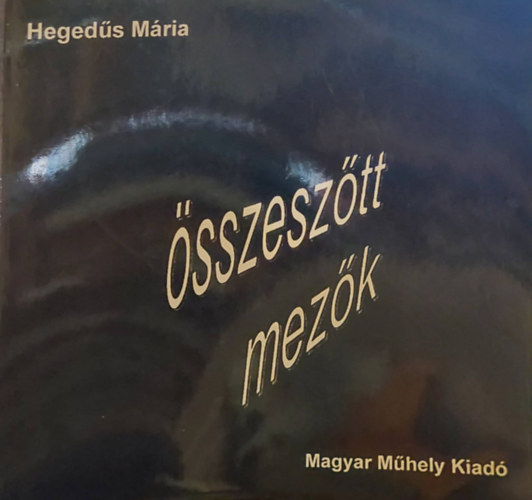 Hegedűs Mária
összeszőtt
mezők
Magyar Műhely Kiadó